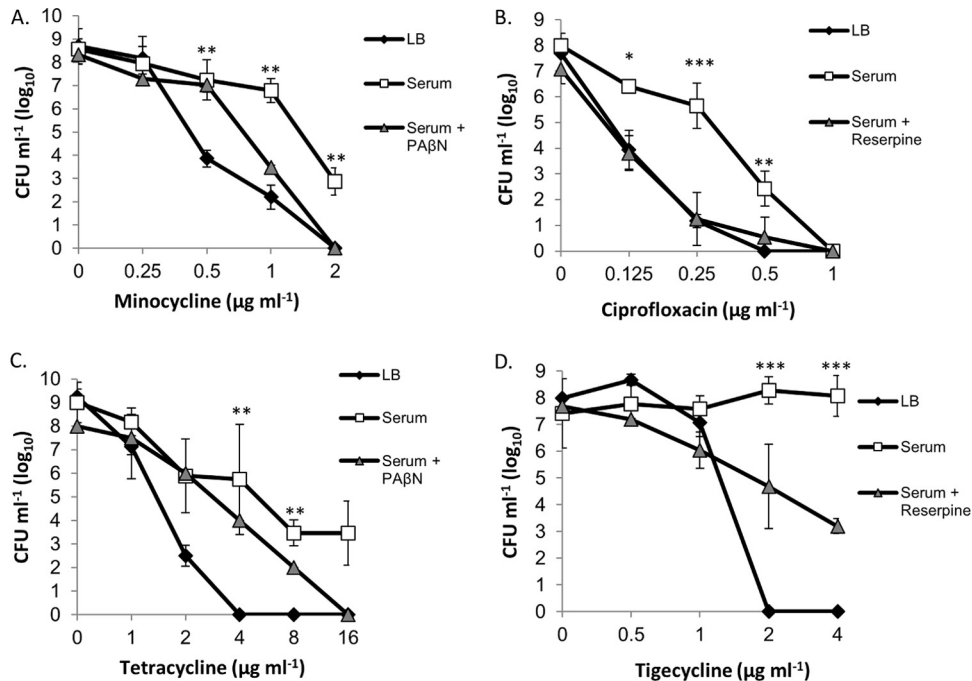 A.
10
9
8
7
6
5
4
3
2
1
0
CFU ml⁻¹ (log₁₀)
** ** **
0 0.25 0.5 1 2
Minocycline (µg ml⁻¹)
LB
Serum
Serum +
PAβN
B.
9
8
7
6
5
4
3
2
1
0
CFU ml⁻¹ (log₁₀)
* *** **
0 0.125 0.25 0.5 1
Ciprofloxacin (µg ml⁻¹)
LB
Serum
Serum +
Reserpine
C.
10
9
8
7
6
5
4
3
2
1
0
CFU ml⁻¹ (log₁₀)
** **
0 1 2 4 8 16
Tetracycline (µg ml⁻¹)
LB
Serum
Serum +
PAβN
D.
9
8
7
6
5
4
3
2
1
0
CFU ml⁻¹ (log₁₀)
*** ***
0 0.5 1 2 4
Tigecycline (µg ml⁻¹)
LB
Serum
Serum +
Reserpine